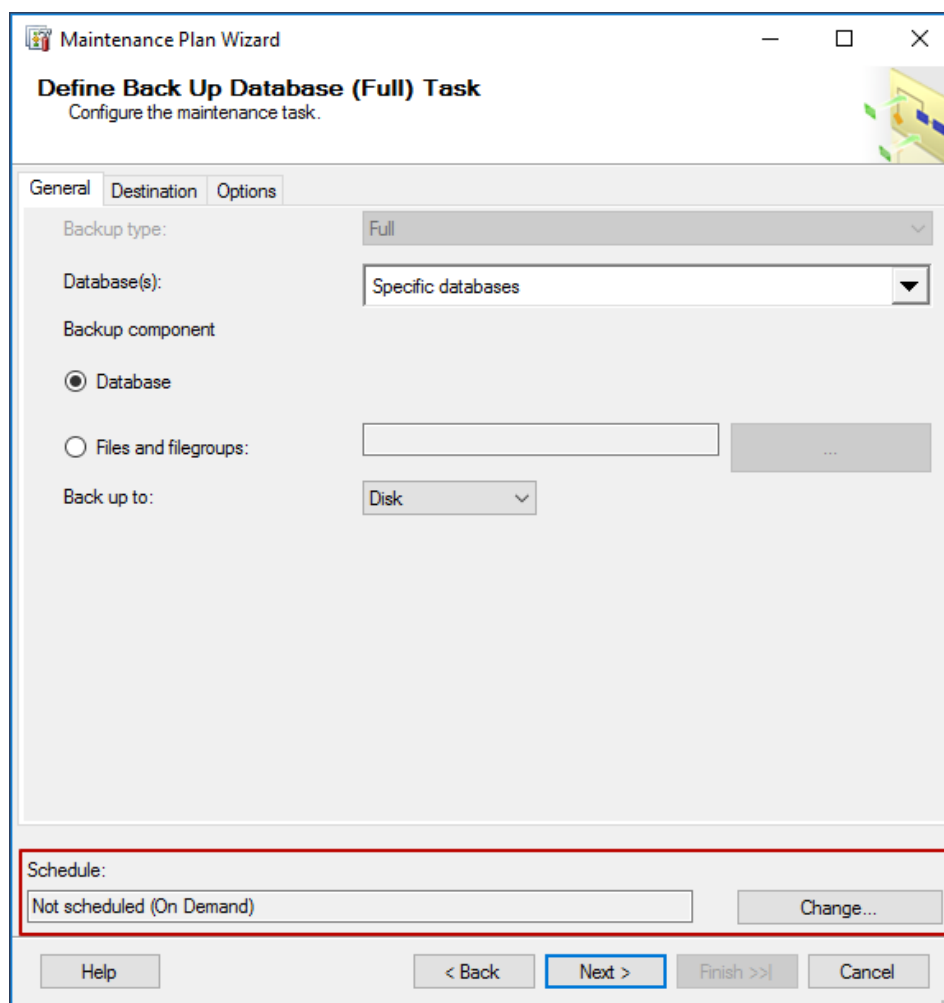 Maintenance Plan Wizard
Define Back Up Database (Full) Task
Configure the maintenance task.
General Destination Options
Backup type: Full
Database(s): Specific databases
Backup component
Database
Files and filegroups: ...
Back up to: Disk
Schedule:
Not scheduled (On Demand) Change...
Help < Back Next > Finish >>| Cancel